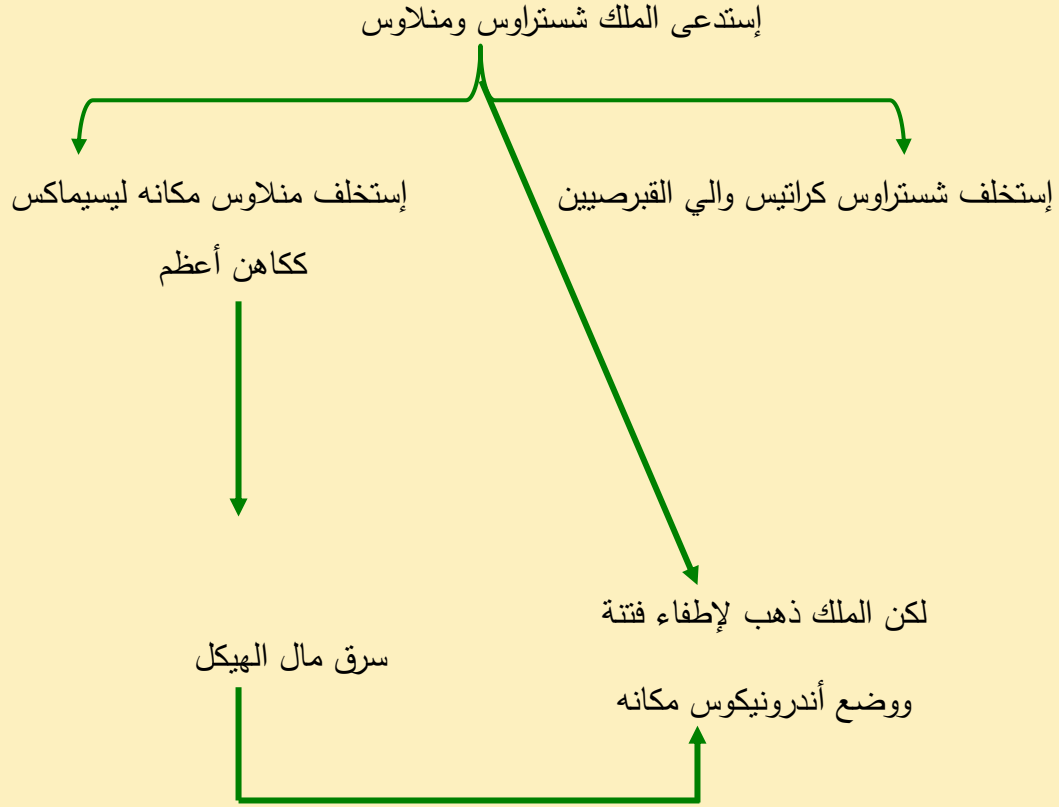 إستدعى الملك شستراوس ومنلاوس
إستخلف شستراوس كراتيس والي القبرصيين
إستخلف منلاوس مكانه ليسيماكس
ككاهن أعظم
لكن الملك ذهب لإطفاء فتنة
ووضع أندرونيكوس مكانه
سرق مال الهيكل